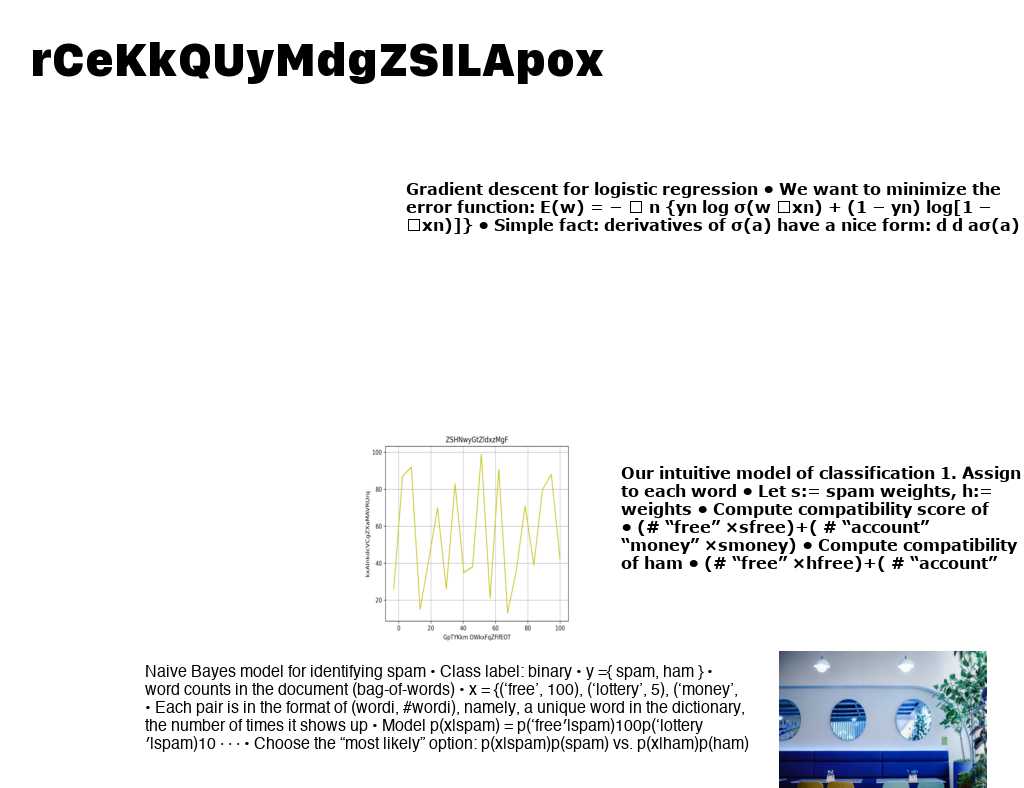 rCeKkQUyMdgZSILApox
Gradient descent for logistic regression • We want to minimize the
error function: E(w) = − □ n {yn log σ(w □xn) + (1 − yn) log[1 −
□xn)]} • Simple fact: derivatives of σ(a) have a nice form: d d aσ(a)
ZSHNwyGtZldxzMgF
100
80
60
40
20
0 20 40 60 80 100
GpTYKkm OWkxFqZFifEOT
Our intuitive model of classification 1. Assign
to each word • Let s:= spam weights, h:=
weights • Compute compatibility score of
• (# “free” ×sfree)+( # “account”
“money” ×smoney) • Compute compatibility
of ham • (# “free” ×hfree)+( # “account”
Naive Bayes model for identifying spam • Class label: binary • y ={ spam, ham } •
word counts in the document (bag-of-words) • x = {(‘free’, 100), (‘lottery’, 5), (‘money’,
• Each pair is in the format of (wordi, #wordi), namely, a unique word in the dictionary,
the number of times it shows up • Model p(x|spam) = p(‘free′|spam)100p(‘lottery
′|spam)10 · · · • Choose the “most likely” option: p(x|spam)p(spam) vs. p(x|ham)p(ham)